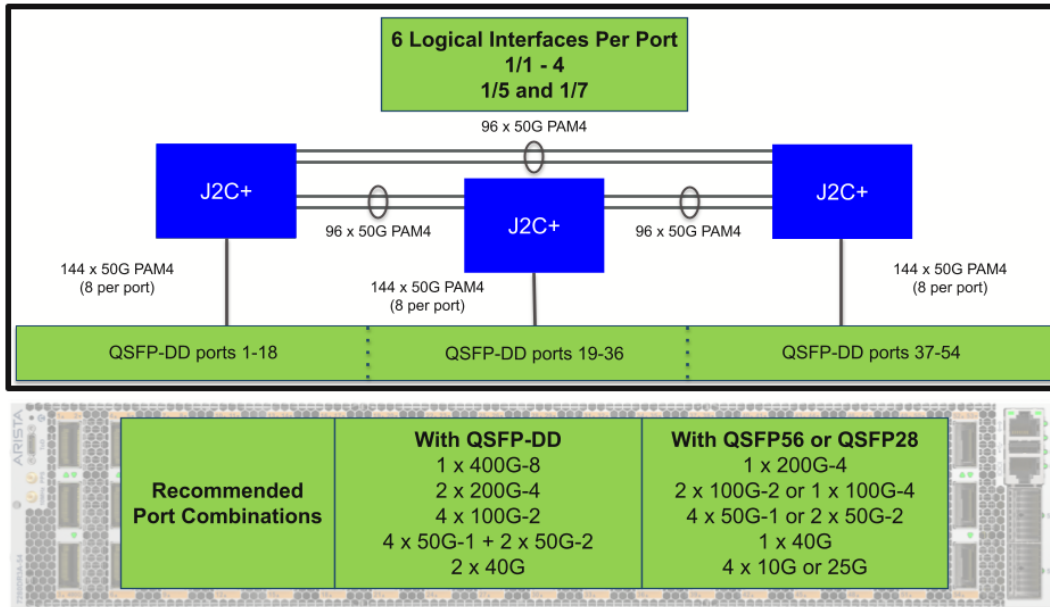 6 Logical Interfaces Per Port
1/1 - 4
1/5 and 1/7
96 x 50G PAM4
J2C+
J2C+
J2C+
96 x 50G PAM4
96 x 50G PAM4
144 x 50G PAM4
(8 per port)
144 x 50G PAM4
(8 per port)
144 x 50G PAM4
(8 per port)
QSFP-DD ports 1-18
QSFP-DD ports 19-36
QSFP-DD ports 37-54
ARISTA
Recommended
Port Combinations
With QSFP-DD
1 x 400G-8
2 x 200G-4
4 x 100G-2
4 x 50G-1 + 2 x 50G-2
2 x 40G
With QSFP56 or QSFP28
1 x 200G-4
2 x 100G-2 or 1 x 100G-4
4 x 50G-1 or 2 x 50G-2
1 x 40G
4 x 10G or 25G